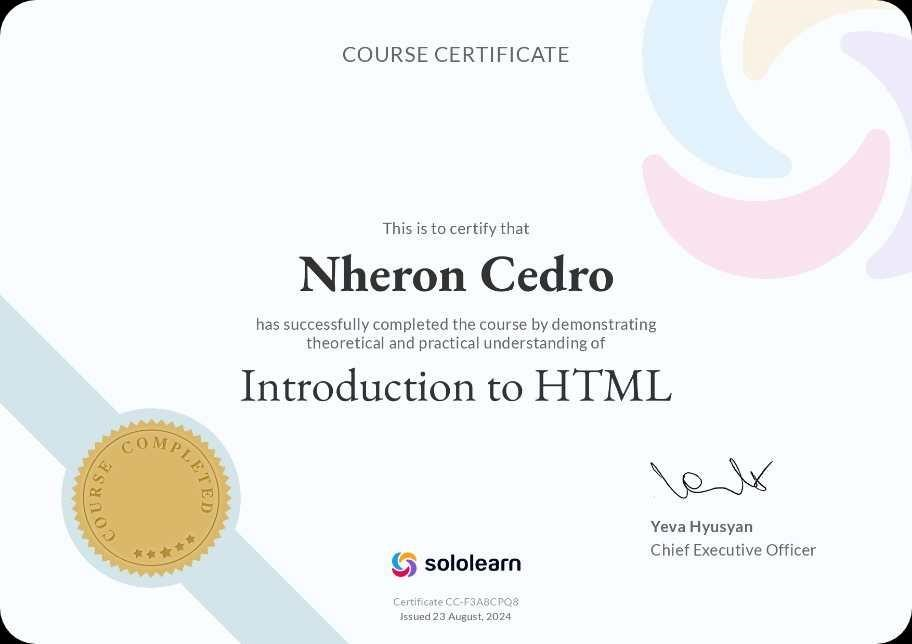 COURSE CERTIFICATE
This is to certify that
Nheron Cedro
has successfully completed the course by demonstrating
theoretical and practical understanding of
Introduction to HTML
COURSE COMPLETED
Yeva Hyusyan
Chief Executive Officer
sololearn
Certificate CC-F3A8CPQ8
Issued 23 August, 2024